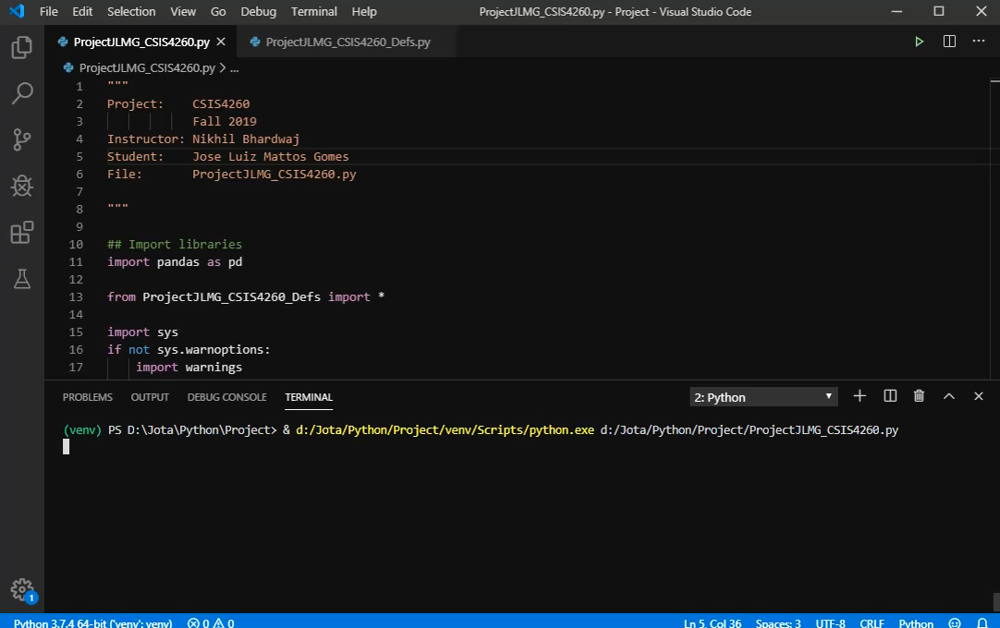 File Edit Selection View Go Debug Terminal Help ProjectJLMG_CSIS4260.py - Project - Visual Studio Code
ProjectJLMG_CSIS4260.py ProjectJLMG_CSIS4260_Defs.py
ProjectJLMG_CSIS4260.py > ...
1 """
2 Project: CSIS4260
3 Fall 2019
4 Instructor: Nikhil Bhardwaj
5 Student: Jose Luiz Mattos Gomes
6 File: ProjectJLMG_CSIS4260.py
7
8 """
9
10 ## Import libraries
11 import pandas as pd
12
13 from ProjectJLMG_CSIS4260_Defs import *
14
15 import sys
16 if not sys.warnoptions:
17 import warnings
PROBLEMS OUTPUT DEBUG CONSOLE TERMINAL 2: Python
(venv) PS D:\Jota\Python\Project> & d:/Jota/Python/Project/venv/Scripts/python.exe d:/Jota/Python/Project/ProjectJLMG_CSIS4260.py
1
Python 3.7.4 64-bit ('venv': venv) 0 0 Ln 5, Col 36 Spaces: 3 UTF-8 CRLF Python